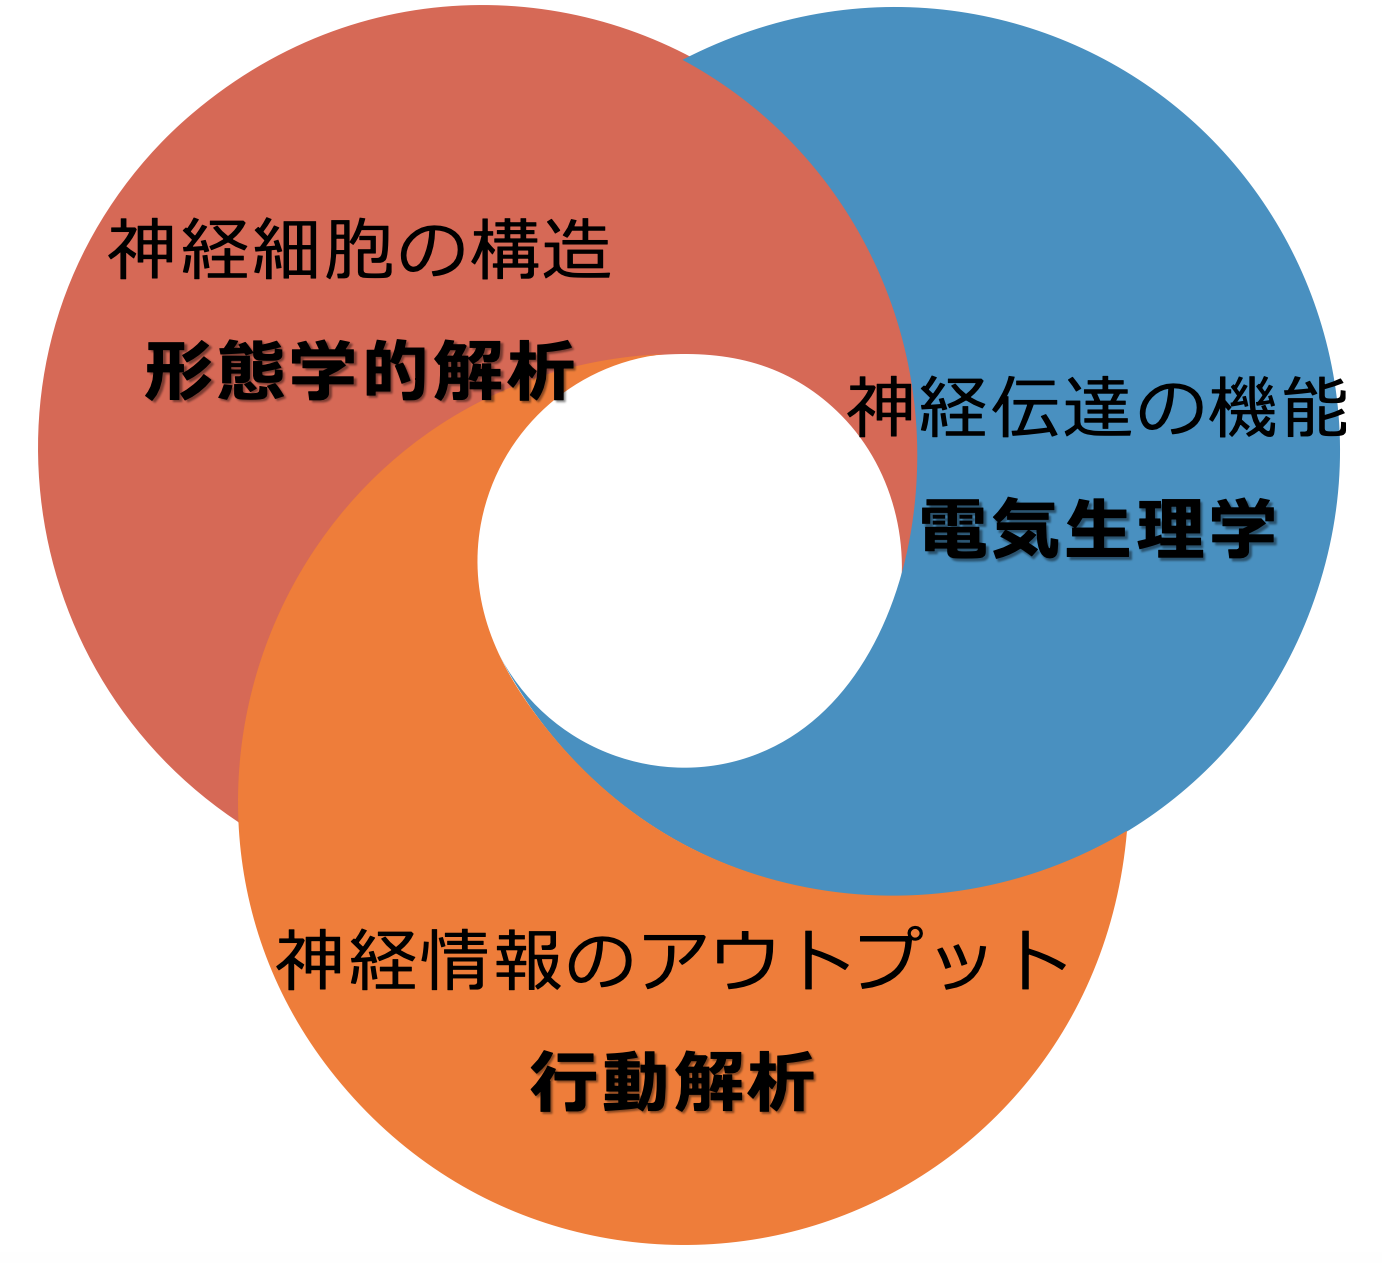 神経細胞の構造
形態学的解析
神経伝達の機能
電気生理学
神経情報のアウトプット
行動解析